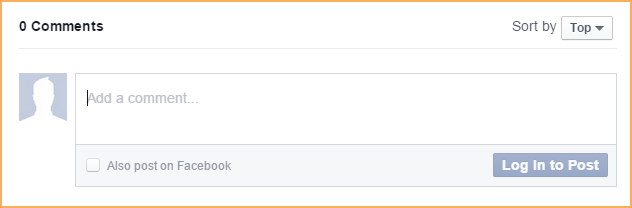 0 Comments Sort by Top
Add a comment...
Also post on Facebook Log In to Post